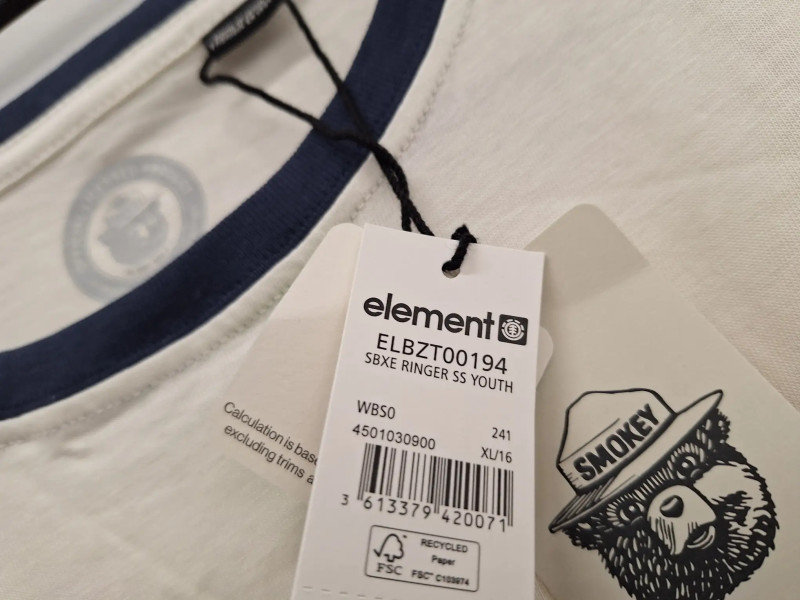 element
ELBZT00194
SBXE RINGER SS YOUTH
WBS0
241
4501030900
XL/16
3 613379 420071
FSC
RECYCLED
Paper
FSC® C103974
Calculation is base
excluding trims a
SMOKEY